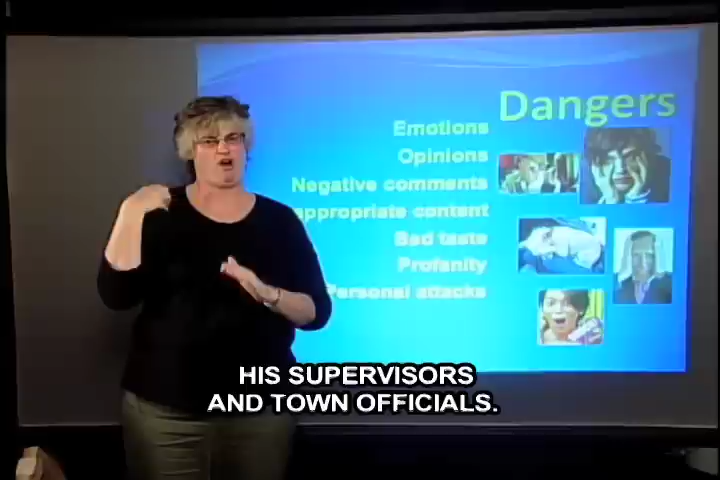 Dangers
Emotions
Opinions
Negative comments
appropriate content
Bad taste
Profanity
Personal attacks
HIS SUPERVISORS
AND TOWN OFFICIALS.